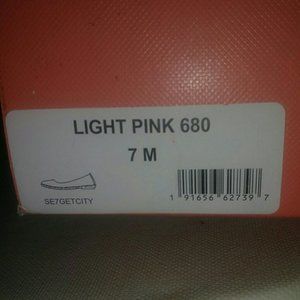 LIGHT PINK 680
7 M
SE7GETCITY
1 91656 62739 7